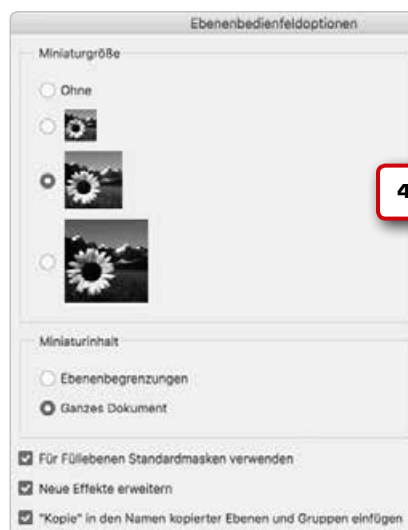 Ebenenbedienfeldoptionen
Miniaturgröße
Ohne
4
Miniaturinhalt
Ebenenbegrenzungen
Ganzes Dokument
Für Füllebenen Standardmasken verwenden
Neue Effekte erweitern
"Kopie" in den Namen kopierter Ebenen und Gruppen einfügen